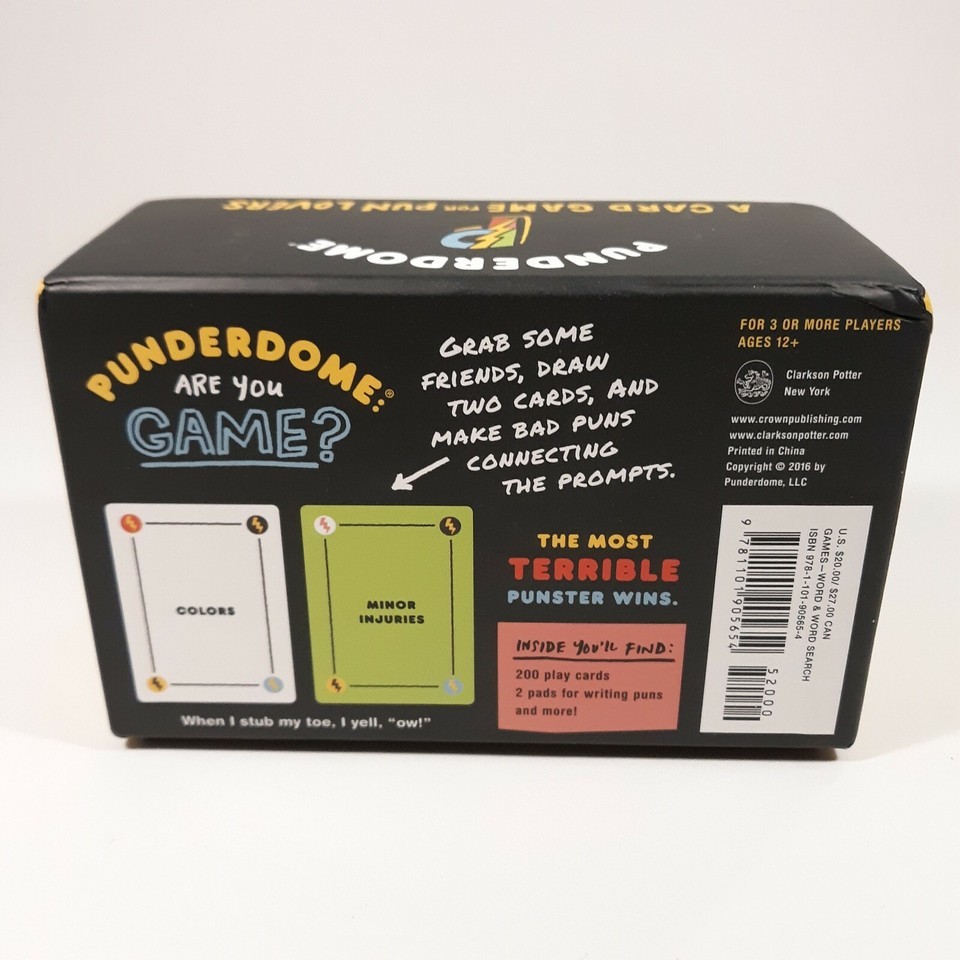 A CARD GAME FOR PUN LOVERS
PUNDERDOME®
PUNDERDOME:®
ARE YOU
GAME?
GRAB SOME
FRIENDS, DRAW
TWO CARDS, AND
MAKE BAD PUNS
CONNECTING
THE PROMPTS.
FOR 3 OR MORE PLAYERS
AGES 12+
Clarkson Potter
New York
www.crownpublishing.com
www.clarksonpotter.com
Printed in China
Copyright © 2016 by
Punderdome, LLC
COLORS
MINOR
INJURIES
When I stub my toe, I yell, "ow!"
THE MOST
TERRIBLE
PUNSTER WINS.
INSIDE YOU'LL FIND:
200 play cards
2 pads for writing puns
and more!
U.S. $20.00/ $27.00 CAN
GAMES – WORD & WORD SEARCH
ISBN 978-1-101-90565-4
9 781101 905654
52000